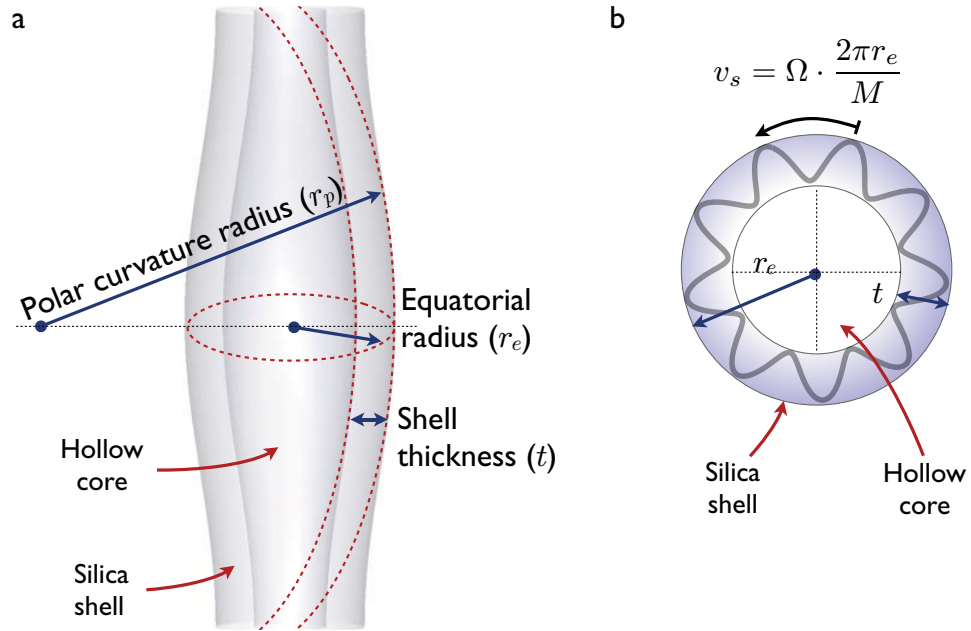 a
Polar curvature radius (r_p)
Equatorial
radius (r_e)
Shell
thickness (t)
Hollow
core
Silica
shell
b
v_s = Ω · 2πr_e / M
r_e
t
Silica
shell
Hollow
core